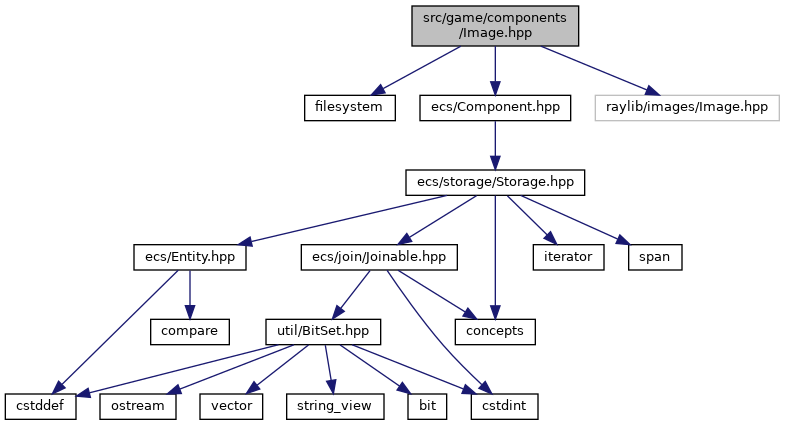 src/game/components
/Image.hpp
filesystem
ecs/Component.hpp
raylib/images/Image.hpp
ecs/storage/Storage.hpp
ecs/Entity.hpp
ecs/join/Joinable.hpp
iterator
span
compare
util/BitSet.hpp
concepts
cstddef
ostream
vector
string_view
bit
cstdint